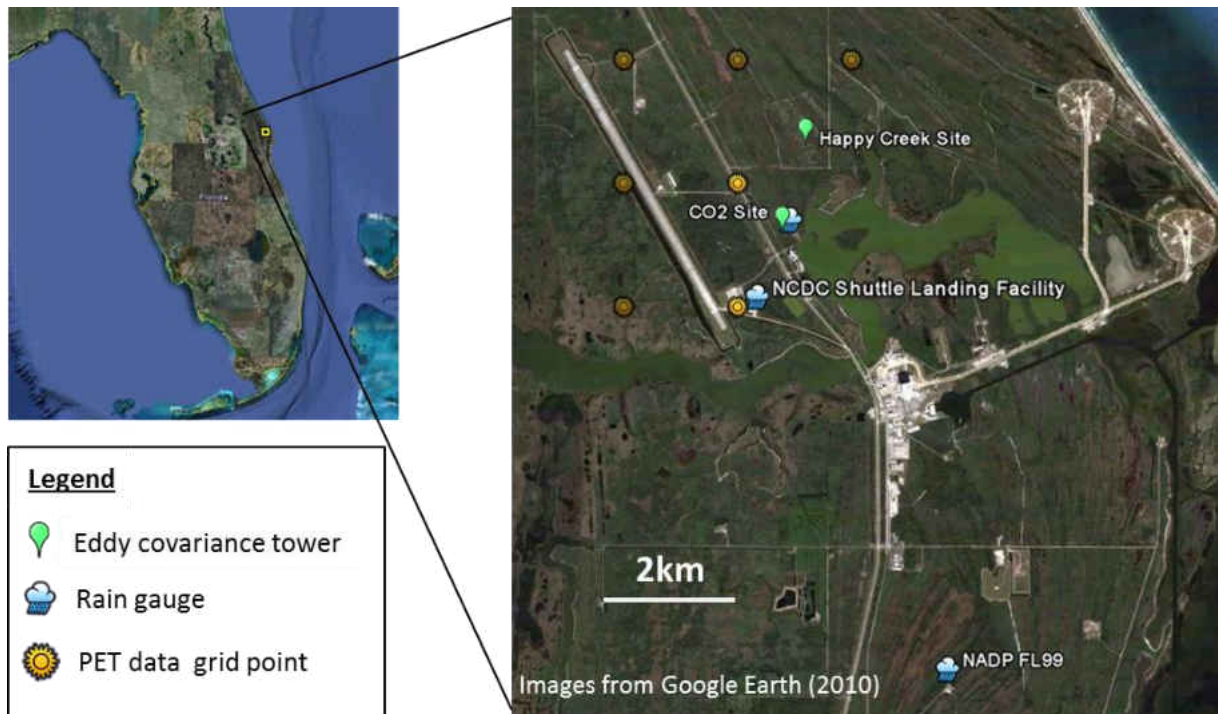 Florida
Happy Creek Site
CO2 Site
NCDC Shuttle Landing Facility
2km
NADP FL99
Images from Google Earth (2010)
Legend
Eddy covariance tower
Rain gauge
PET data grid point